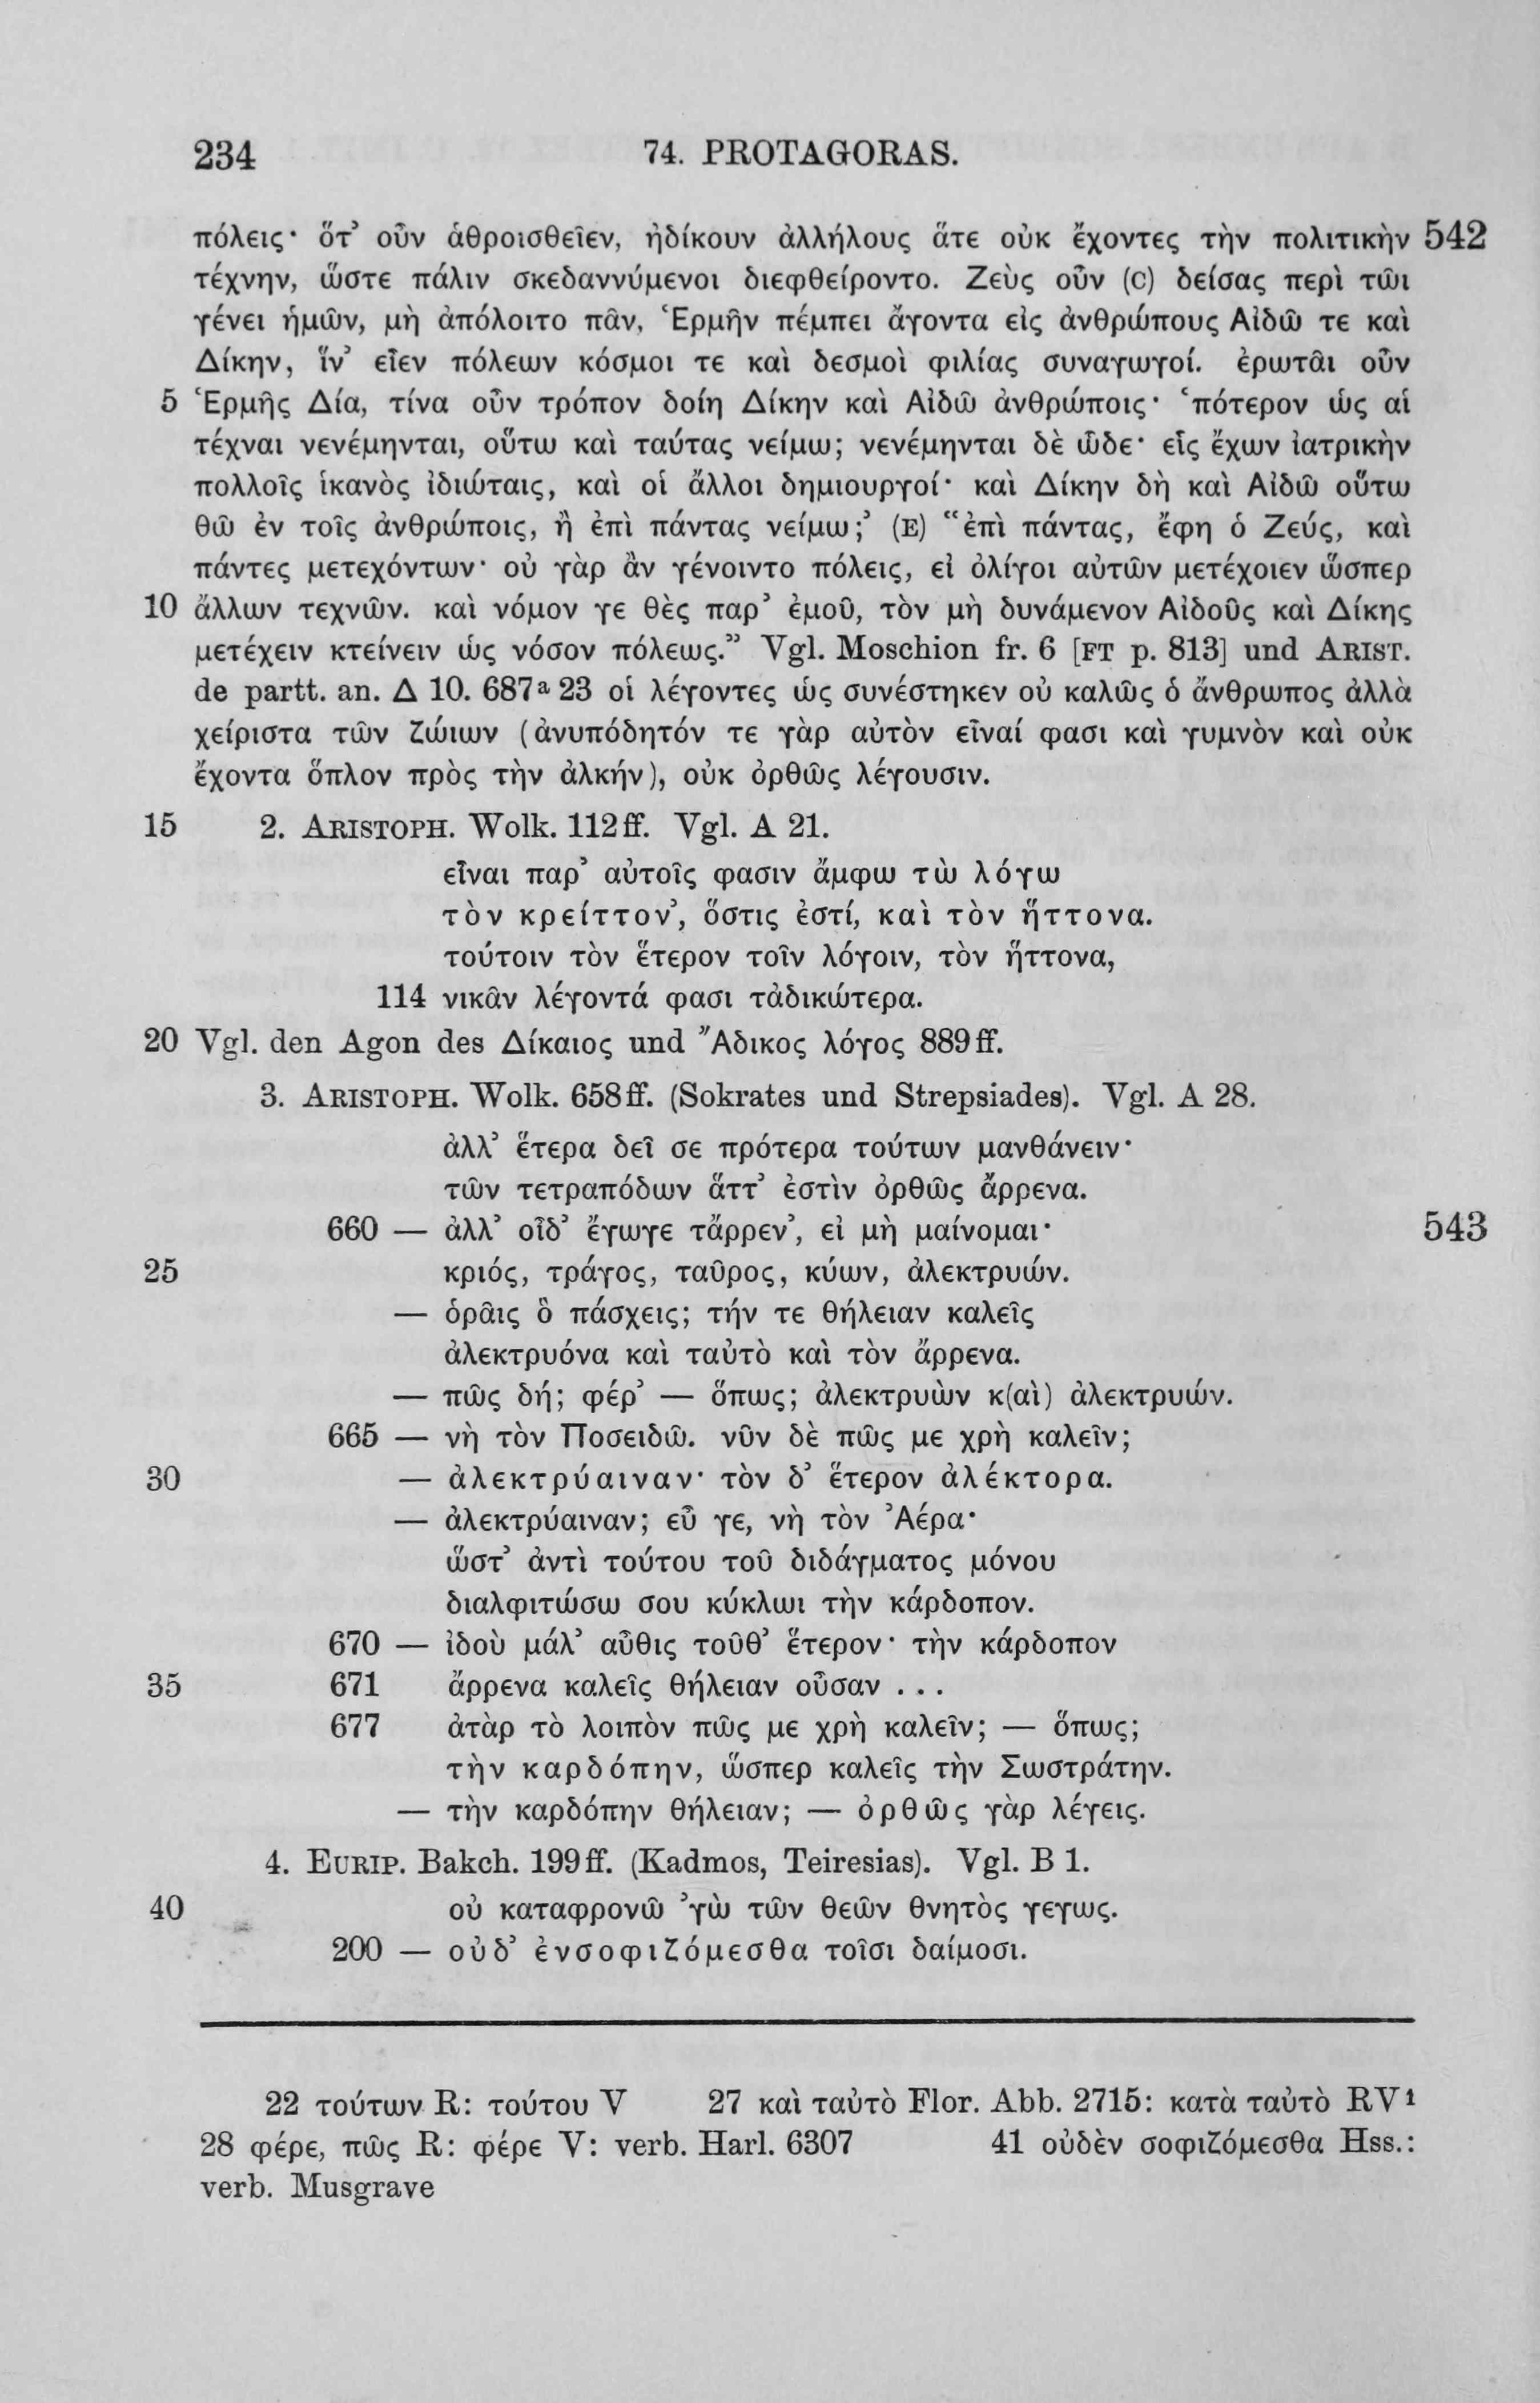 234 74. PROTAGORAS.
πόλεις· ὅτ’ οὖν ἁθροισθεῖεν, ἠδίκουν ἀλλήλους ἅτε οὐκ ἔχοντες τὴν πολιτικὴν 542
τέχνην, ὥστε πάλιν σκεδαννύμενοι διεφθείροντο. Ζεὺς οὖν (C) δείσας περὶ τῶι
γένει ἡμῶν, μὴ ἀπόλοιτο πᾶν, Ἑρμῆν πέμπει ἄγοντα εἰς ἀνθρώπους Αἰδῶ τε καὶ
Δίκην, ἵν’ εἶεν πόλεων κόσμοι τε καὶ δεσμοὶ φιλίας συναγωγοί. ἐρωτᾶι οὖν
5 Ἑρμῆς Δία, τίνα οὖν τρόπον δοίη Δίκην καὶ Αἰδῶ ἀνθρώποις· ‘πότερον ὡς αἱ
τέχναι νενέμηνται, οὕτω καὶ ταύτας νείμω; νενέμηνται δὲ ὧδε· εἷς ἔχων ἰατρικὴν
πολλοῖς ἱκανὸς ἰδιώταις, καὶ οἱ ἄλλοι δημιουργοί· καὶ Δίκην δὴ καὶ Αἰδῶ οὕτω
θῶ ἐν τοῖς ἀνθρώποις, ἢ ἐπὶ πάντας νείμω;’ (E) “ἐπὶ πάντας, ἔφη ὁ Ζεύς, καὶ
πάντες μετεχόντων· οὐ γὰρ ἂν γένοιντο πόλεις, εἰ ὀλίγοι αὐτῶν μετέχοιεν ὥσπερ
10 ἄλλων τεχνῶν. καὶ νόμον γε θὲς παρ’ ἐμοῦ, τὸν μὴ δυνάμενον Αἰδοῦς καὶ Δίκης
μετέχειν κτείνειν ὡς νόσον πόλεως.” Vgl. Moschion fr. 6 [FT p. 813] und ARIST.
de partt. an. Δ 10. 687ª 23 οἱ λέγοντες ὡς συνέστηκεν οὐ καλῶς ὁ ἄνθρωπος ἀλλὰ
χείριστα τῶν ζώιων (ἀνυπόδητόν τε γὰρ αὐτὸν εἶναί φασι καὶ γυμνὸν καὶ οὐκ
ἔχοντα ὅπλον πρὸς τὴν ἀλκήν), οὐκ ὀρθῶς λέγουσιν.
15 2. ARISTOPH. Wolk. 112ff. Vgl. A 21.
εἶναι παρ’ αὐτοῖς φασιν ἄμφω τὼ λόγω
τὸν κρείττον’, ὅστις ἐστί, καὶ τὸν ἥττονα.
τούτοιν τὸν ἕτερον τοῖν λόγοιν, τὸν ἥττονα,
114 νικᾶν λέγοντά φασι τἀδικώτερα.
20 Vgl. den Agon des Δίκαιος und Ἄδικος λόγος 889ff.
3. ARISTOPH. Wolk. 658ff. (Sokrates und Strepsiades). Vgl. A 28.
ἀλλ’ ἕτερα δεῖ σε πρότερα τούτων μανθάνειν·
τῶν τετραπόδων ἅττ’ ἐστὶν ὀρθῶς ἄρρενα.
660 — ἀλλ’ οἶδ’ ἔγωγε τἄρρεν’, εἰ μὴ μαίνομαι· 543
25 κριός, τράγος, ταῦρος, κύων, ἀλεκτρυών.
— ὁρᾶις ὃ πάσχεις; τήν τε θήλειαν καλεῖς
ἀλεκτρυόνα καὶ ταὐτὸ καὶ τὸν ἄρρενα.
— πῶς δή; φέρ’ — ὅπως; ἀλεκτρυὼν κ(αὶ) ἀλεκτρυών.
665 — νὴ τὸν Ποσειδῶ. νῦν δὲ πῶς με χρὴ καλεῖν;
30 — ἀλεκτρύαιναν· τὸν δ’ ἕτερον ἀλέκτορα.
— ἀλεκτρύαιναν; εὖ γε, νὴ τὸν Ἀέρα·
ὥστ’ ἀντὶ τούτου τοῦ διδάγματος μόνου
διαλφιτώσω σου κύκλωι τὴν κάρδοπον.
670 — ἰδοὺ μάλ’ αὖθις τοῦθ’ ἕτερον· τὴν κάρδοπον
35 671 ἄρρενα καλεῖς θήλειαν οὖσαν . . .
677 ἀτὰρ τὸ λοιπὸν πῶς με χρὴ καλεῖν; — ὅπως;
τὴν καρδόπην, ὥσπερ καλεῖς τὴν Σωστράτην.
— τὴν καρδόπην θήλειαν; — ὀρθῶς γὰρ λέγεις.
4. EURIP. Bakch. 199ff. (Kadmos, Teiresias). Vgl. B 1.
40 οὐ καταφρονῶ ’γὼ τῶν θεῶν θνητὸς γεγως.
200 — οὐδ’ ἐνσοφιζόμεσθα τοῖσι δαίμοσι.
22 τούτων R: τούτου V 27 καὶ ταὐτὸ Flor. Abb. 2715: κατὰ ταὐτὸ RV¹
28 φέρε, πῶς R: φέρε V: verb. Harl. 6307 41 οὐδὲν σοφιζόμεσθα Hss.:
verb. Musgrave